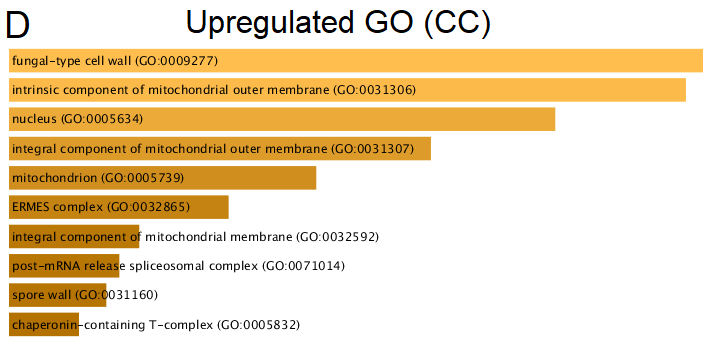 D
Upregulated GO (CC)
fungal-type cell wall (GO:0009277)
intrinsic component of mitochondrial outer membrane (GO:0031306)
nucleus (GO:0005634)
integral component of mitochondrial outer membrane (GO:0031307)
mitochondrion (GO:0005739)
ERMES complex (GO:0032865)
integral component of mitochondrial membrane (GO:0032592)
post-mRNA release spliceosomal complex (GO:0071014)
spore wall (GO:0031160)
chaperonin-containing T-complex (GO:0005832)